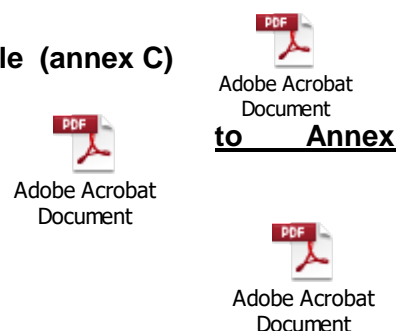 PDF
le (annex C)
Adobe Acrobat
Document
to Annex
PDF
Adobe Acrobat
Document
PDF
Adobe Acrobat
Document